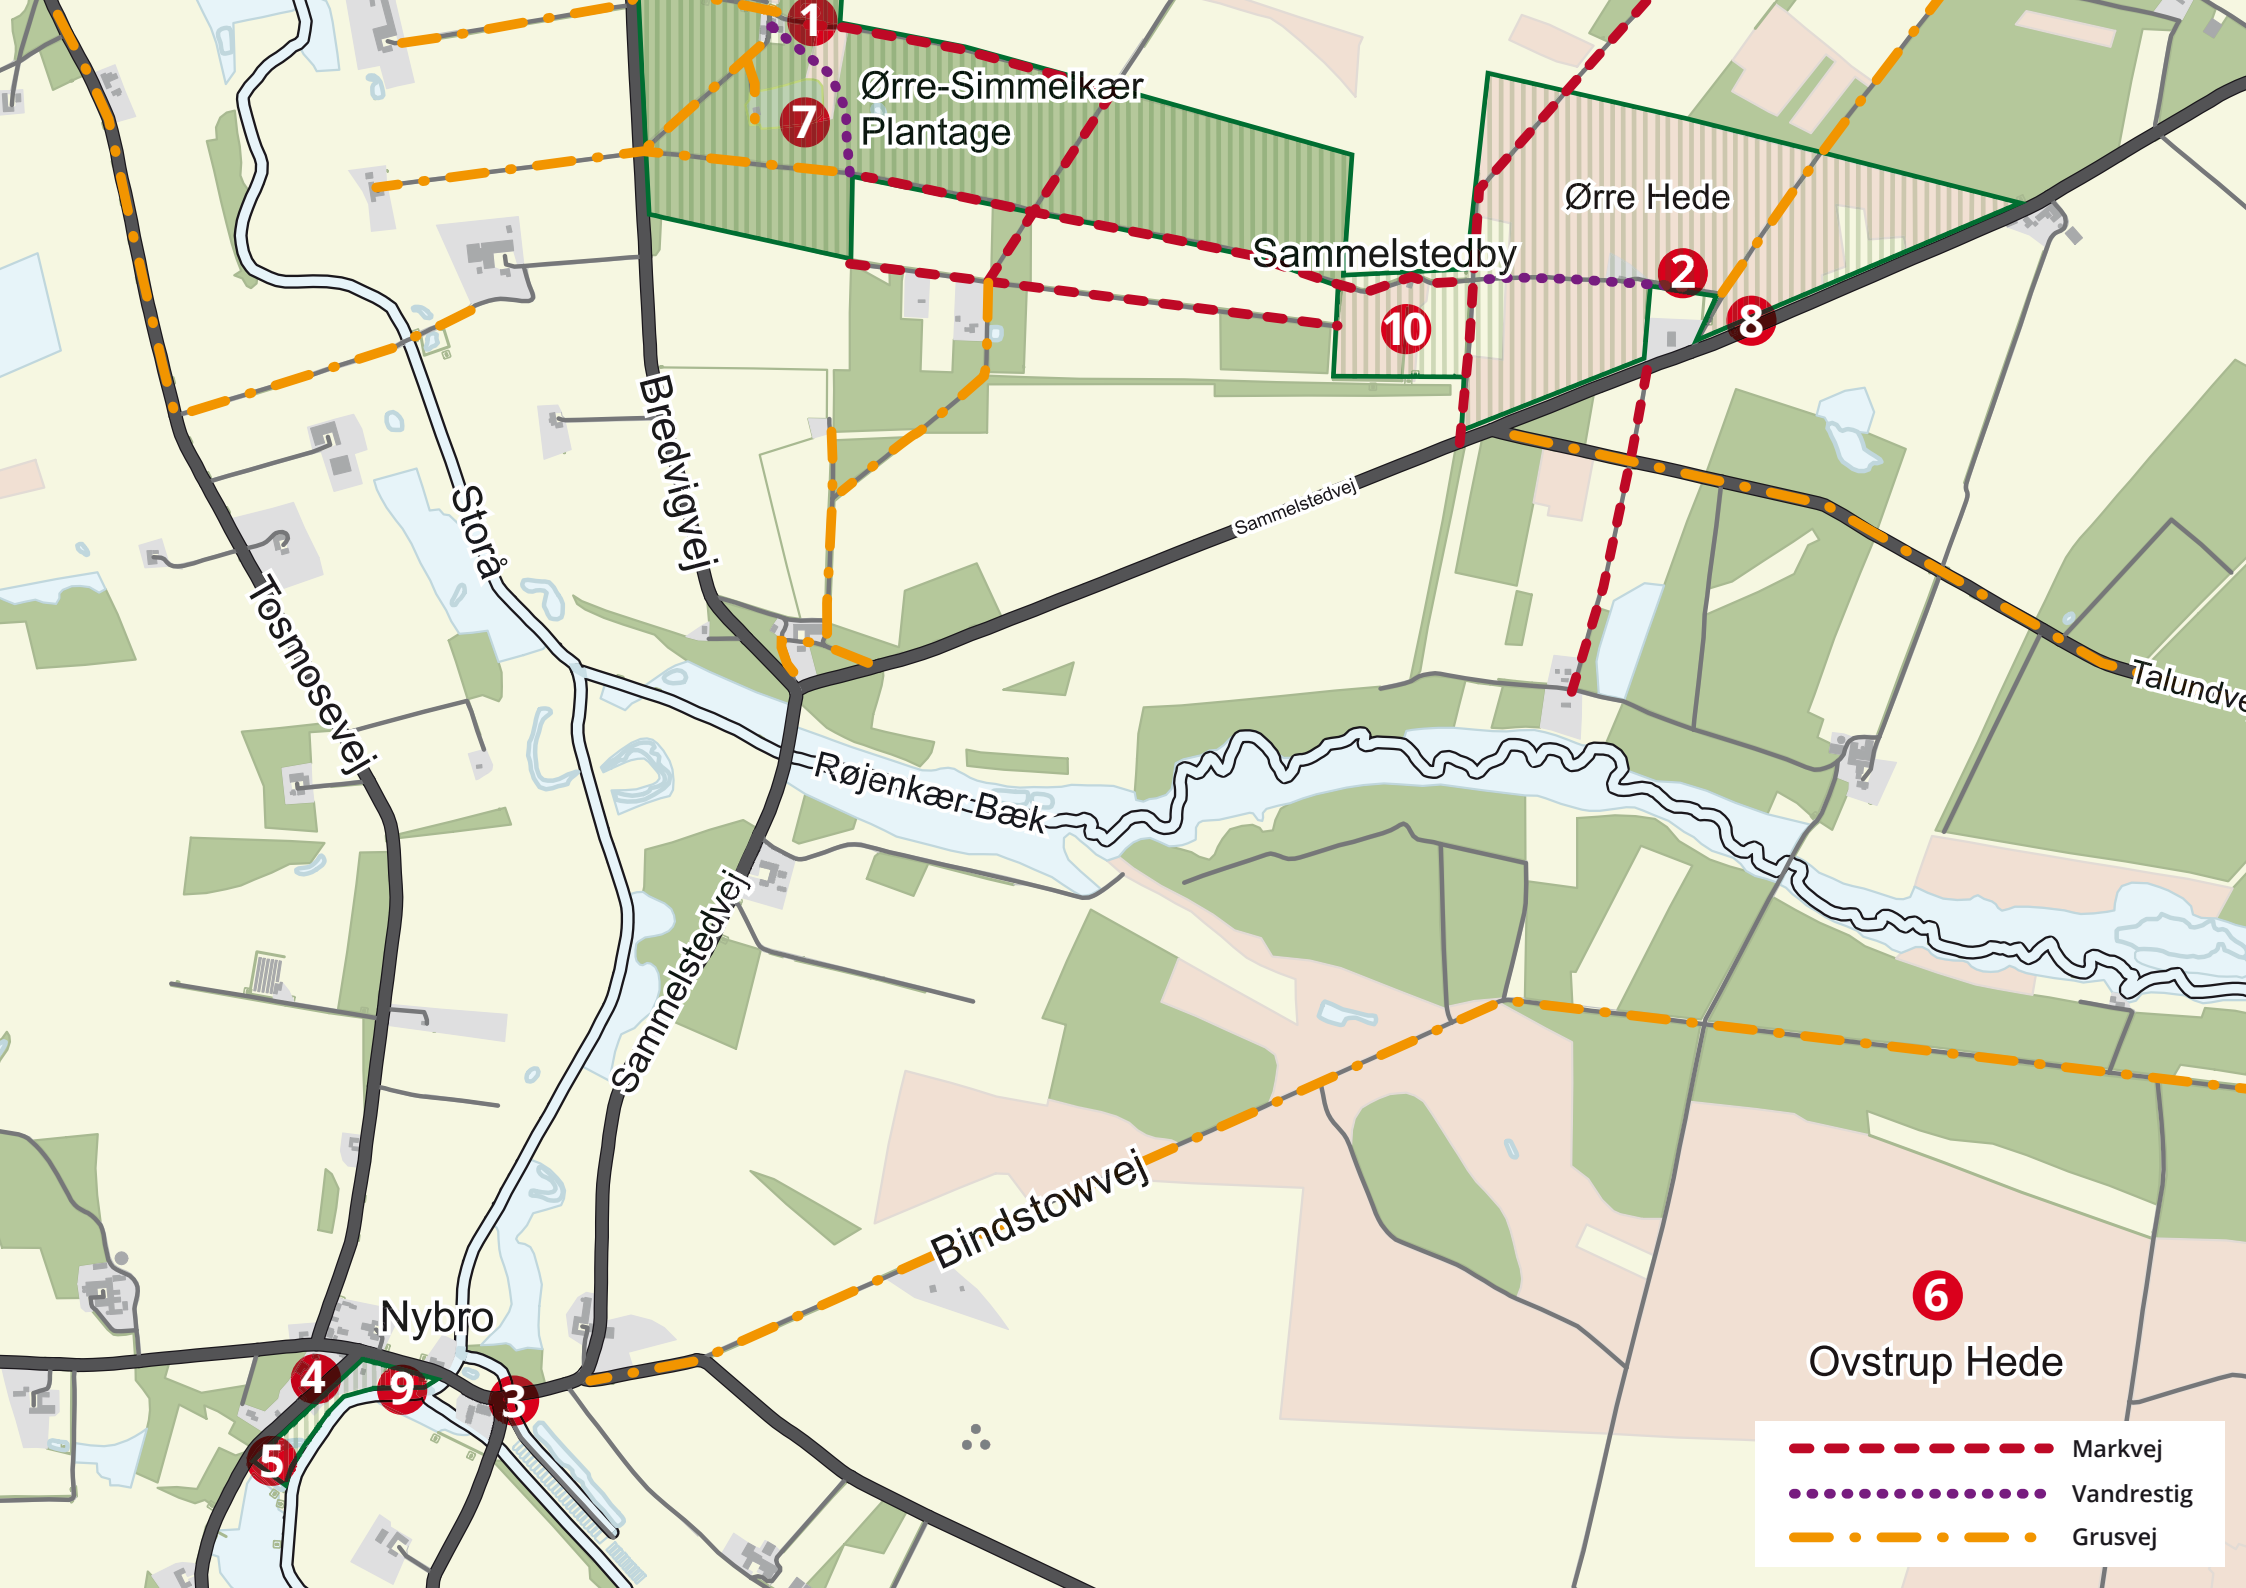 1
Ørre-Simmelkær
Plantage
7
Ørre Hede
Sammelstedby
2
8
10
Bredvigvej
Sammelstedvej
Storå
Tosmosevej
Talundve
Røjenkær Bæk
Sammelstedvej
Bindstowvej
6
Ovstrup Hede
Nybro
4
9
3
5
Markvej
Vandrestig
Grusvej